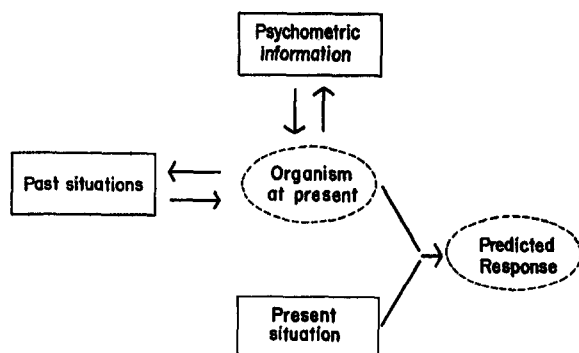 Psychometric
information
Past situations
Organism
at present
Predicted
Response
Present
situation